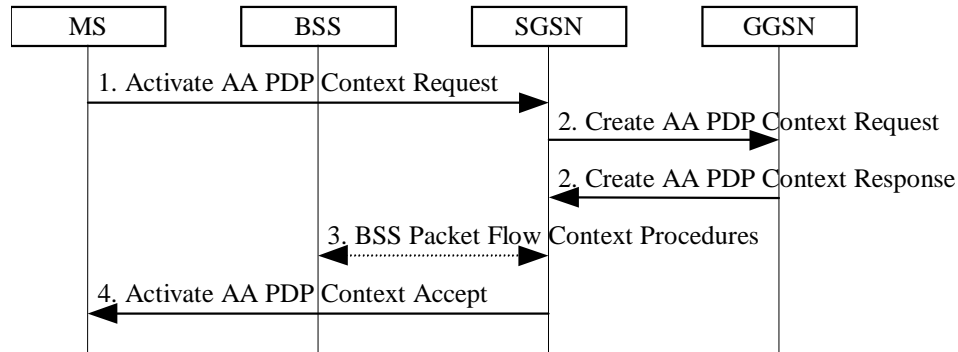 MS
BSS
SGSN
GGSN
1. Activate AA PDP Context Request
2. Create AA PDP Context Request
2. Create AA PDP Context Response
3. BSS Packet Flow Context Procedures
4. Activate AA PDP Context Accept